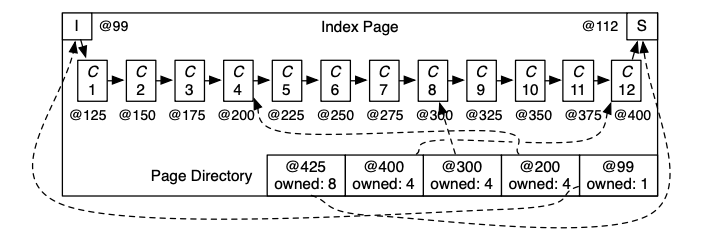 I @99 Index Page @112 S
C C C C C C C C C C C C
1 2 3 4 5 6 7 8 9 10 11 12
@125 @150 @175 @200 @225 @250 @275 @300 @325 @350 @375 @400
Page Directory
@425 @400 @300 @200 @99
owned: 8 owned: 4 owned: 4 owned: 4 owned: 1